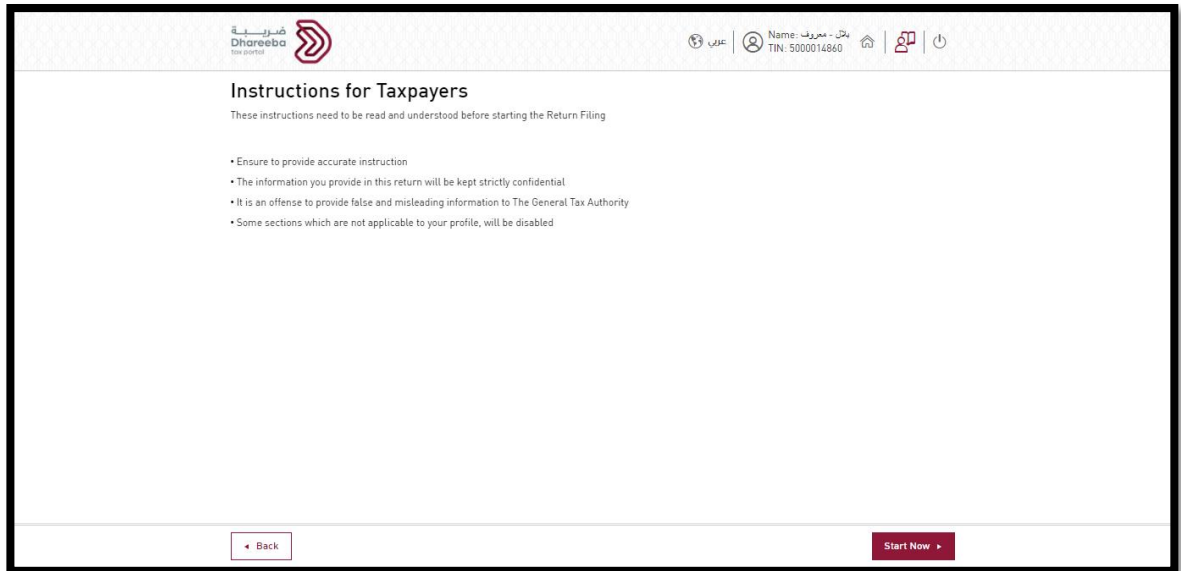 ضريبة
Dhareeba
tax portal
عربي
Name: بلال - معروف
TIN: 5000014860
Instructions for Taxpayers
These instructions need to be read and understood before starting the Return Filing
• Ensure to provide accurate instruction
• The information you provide in this return will be kept strictly confidential
• It is an offense to provide false and misleading information to The General Tax Authority
• Some sections which are not applicable to your profile, will be disabled
Back
Start Now